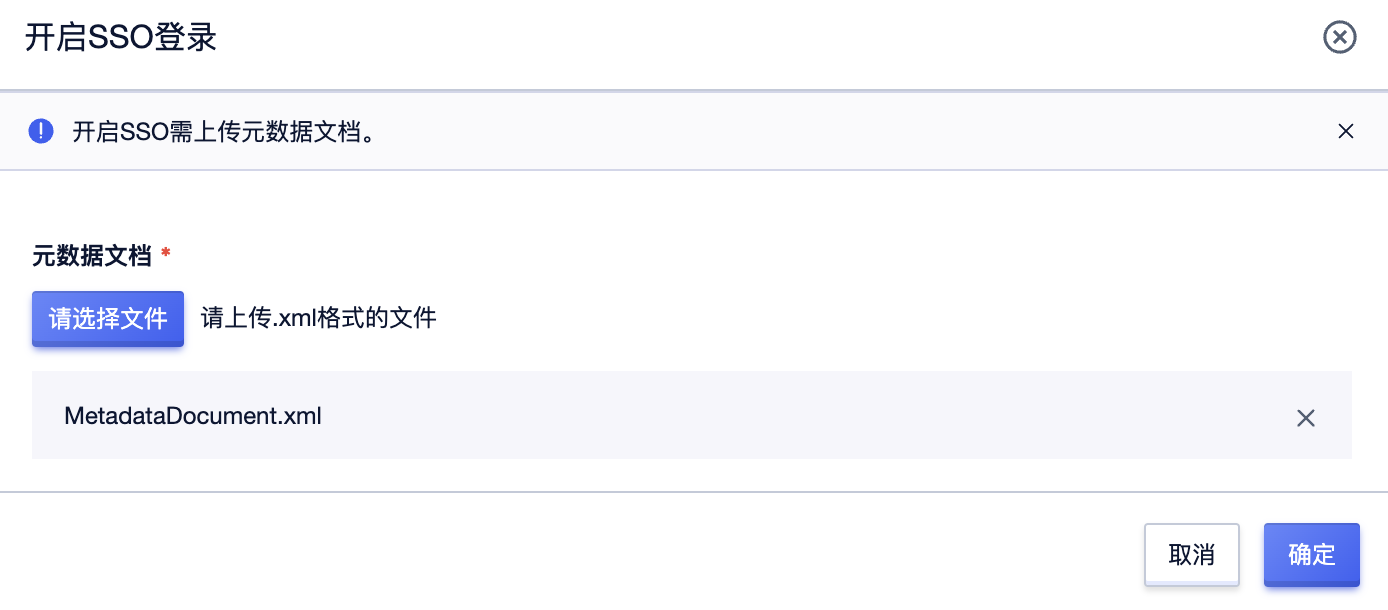 开启SSO登录
开启SSO需上传元数据文档。
元数据文档 *
请选择文件 请上传.xml格式的文件
MetadataDocument.xml
取消 确定